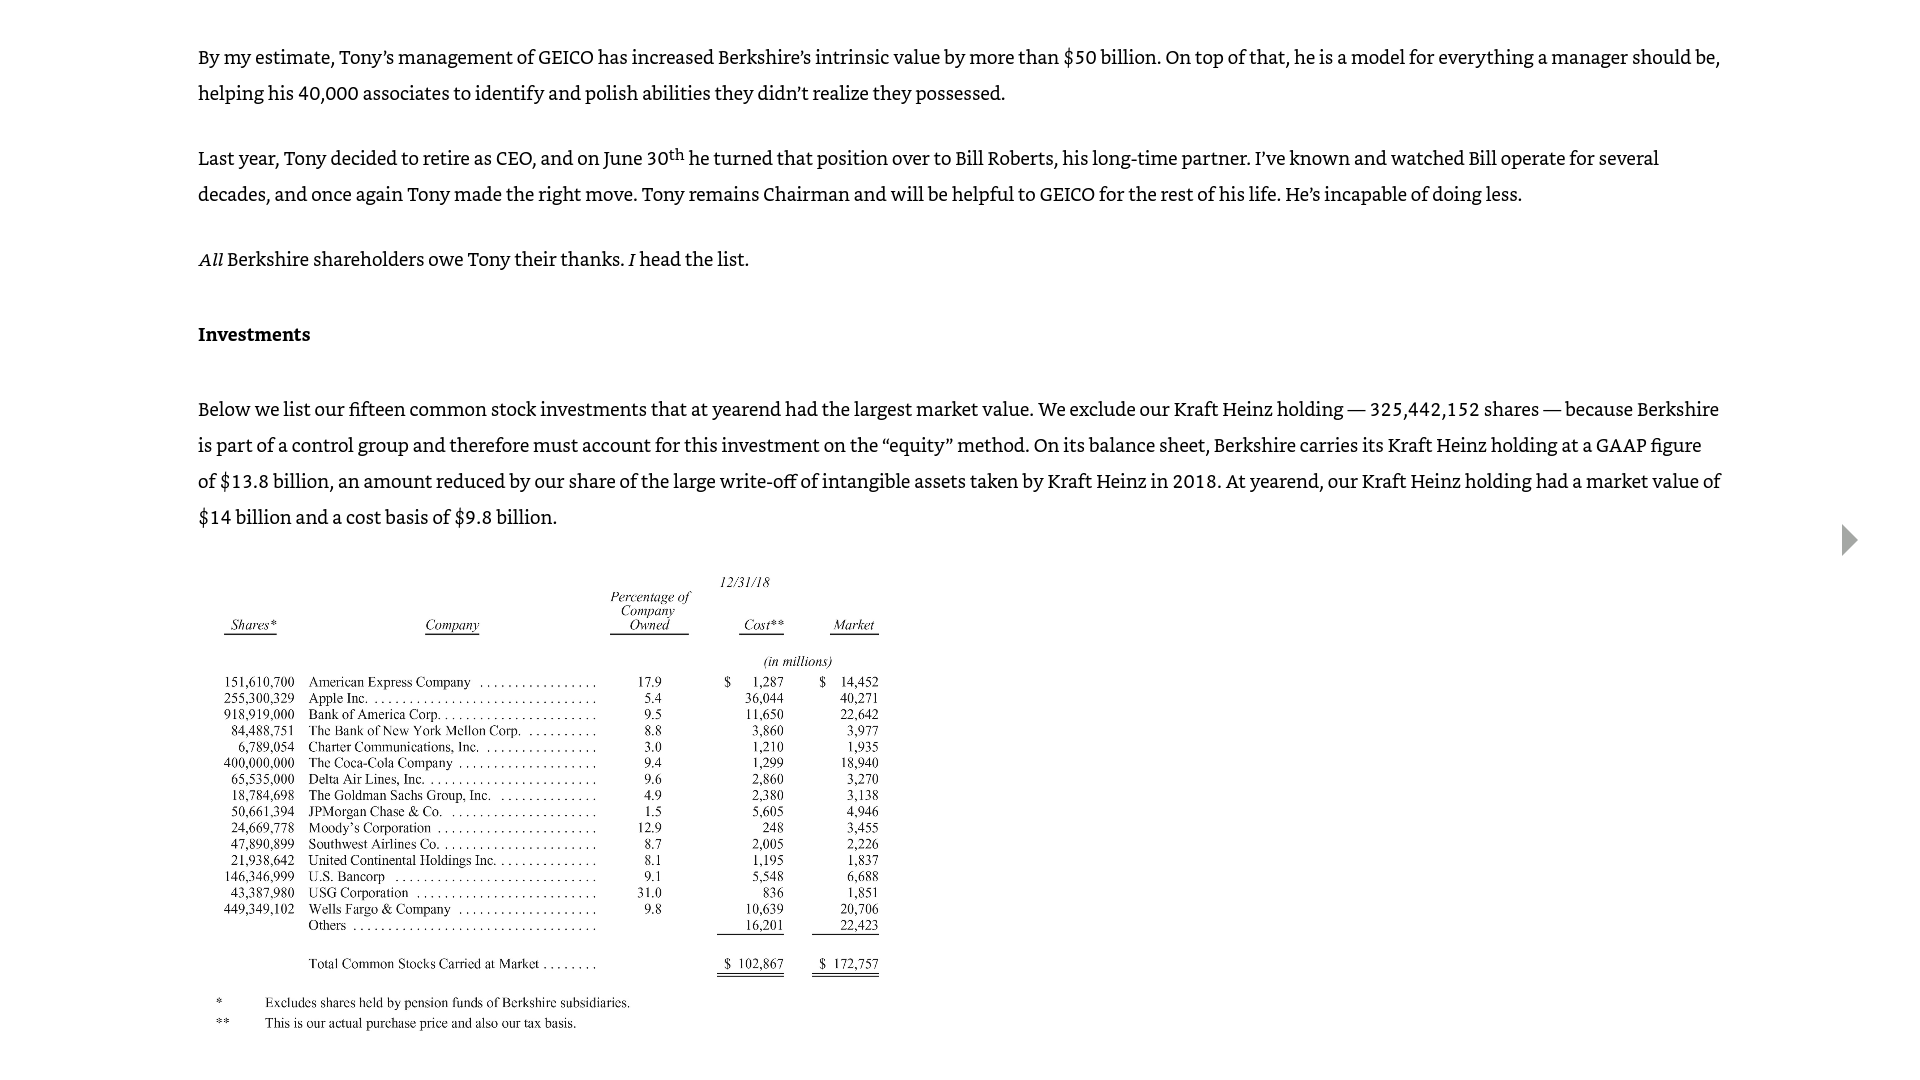 By my estimate, Tony’s management of GEICO has increased Berkshire’s intrinsic value by more than $50 billion. On top of that, he is a model for everything a manager should be,
helping his 40,000 associates to identify and polish abilities they didn’t realize they possessed.
Last year, Tony decided to retire as CEO, and on June 30th he turned that position over to Bill Roberts, his long-time partner. I’ve known and watched Bill operate for several
decades, and once again Tony made the right move. Tony remains Chairman and will be helpful to GEICO for the rest of his life. He’s incapable of doing less.
All Berkshire shareholders owe Tony their thanks. I head the list.
Investments
Below we list our fifteen common stock investments that at yearend had the largest market value. We exclude our Kraft Heinz holding — 325,442,152 shares — because Berkshire
is part of a control group and therefore must account for this investment on the “equity” method. On its balance sheet, Berkshire carries its Kraft Heinz holding at a GAAP figure
of $13.8 billion, an amount reduced by our share of the large write-off of intangible assets taken by Kraft Heinz in 2018. At yearend, our Kraft Heinz holding had a market value of
$14 billion and a cost basis of $9.8 billion.
12/31/18
Percentage of
Company
Shares* Company Owned Cost** Market
(in millions)
151,610,700 American Express Company ................. 17.9 $ 1,287 $ 14,452
255,300,329 Apple Inc. ................................ 5.4 36,044 40,271
918,919,000 Bank of America Corp. ...................... 9.5 11,650 22,642
84,488,751 The Bank of New York Mellon Corp. .......... 8.8 3,860 3,977
6,789,054 Charter Communications, Inc. ................ 3.0 1,210 1,935
400,000,000 The Coca-Cola Company .................... 9.4 1,299 18,940
65,535,000 Delta Air Lines, Inc. ........................ 9.6 2,860 3,270
18,784,698 The Goldman Sachs Group, Inc. .............. 4.9 2,380 3,138
50,661,394 JPMorgan Chase & Co. ..................... 1.5 5,605 4,946
24,669,778 Moody’s Corporation ....................... 12.9 248 3,455
47,890,899 Southwest Airlines Co. ...................... 8.7 2,005 2,226
21,938,642 United Continental Holdings Inc. .............. 8.1 1,195 1,837
146,346,999 U.S. Bancorp ............................. 9.1 5,548 6,688
43,387,980 USG Corporation .......................... 31.0 836 1,851
449,349,102 Wells Fargo & Company .................... 9.8 10,639 20,706
Others ................................... 16,201 22,423
Total Common Stocks Carried at Market ........ $ 102,867 $ 172,757
* Excludes shares held by pension funds of Berkshire subsidiaries.
** This is our actual purchase price and also our tax basis.